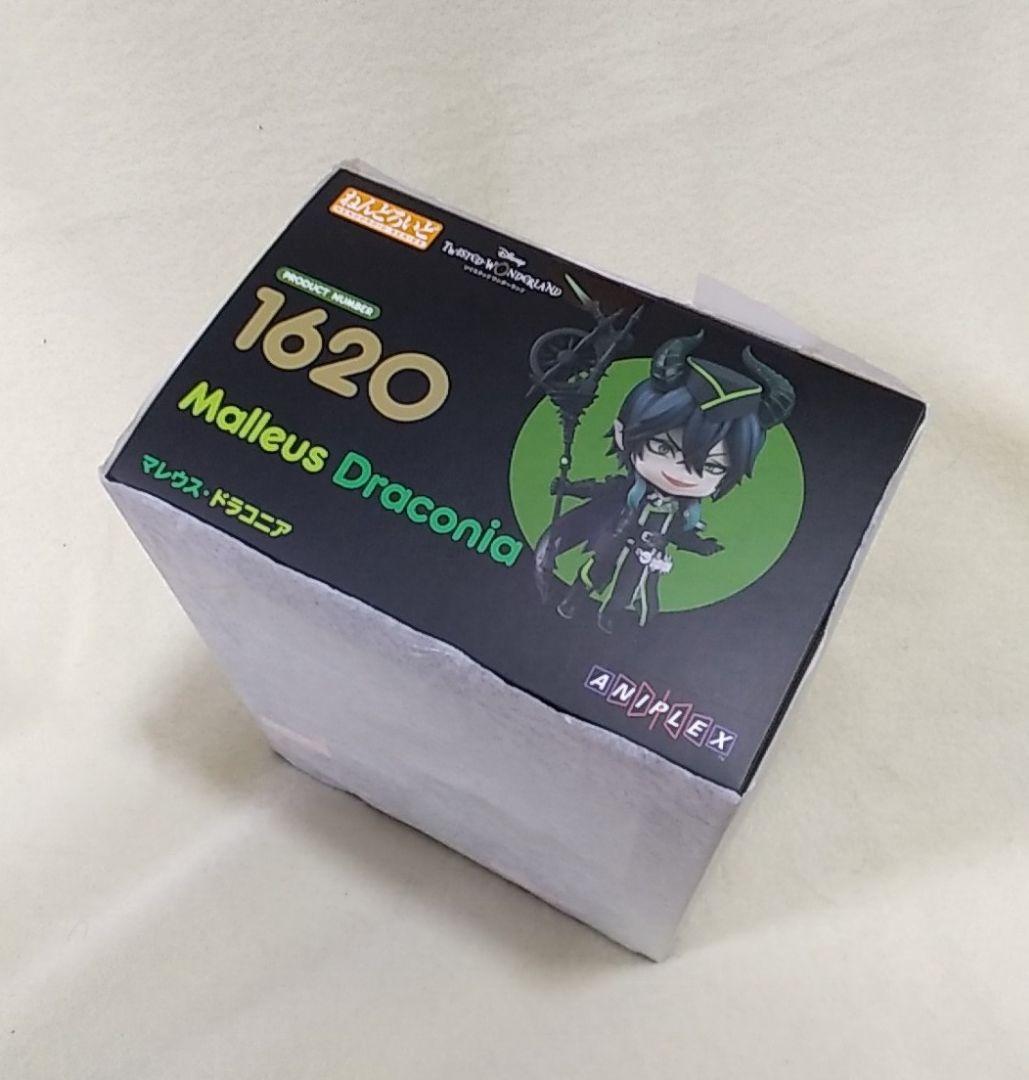 ねんどろいど
Disney
TWISTED-WONDERLAND
ツイステッドワンダーランド
PRODUCT NUMBER
1620
Malleus Draconia
マレウス・ドラコニア
ANIPLEX